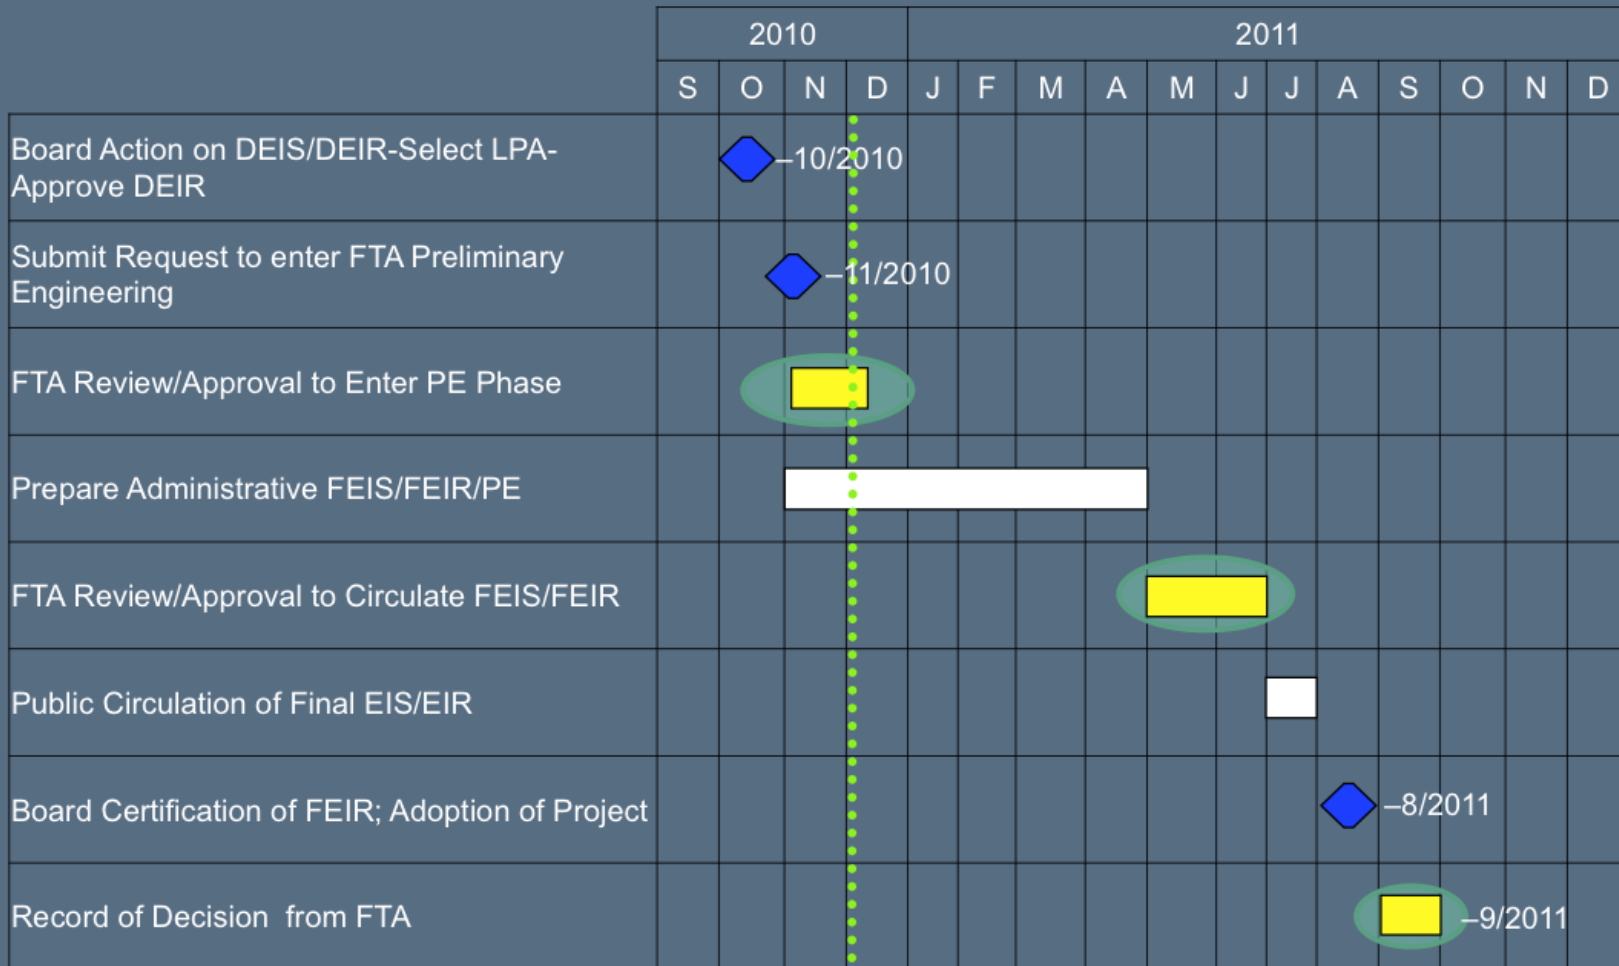 2010 2011
S O N D J F M A M J J A S O N D
Board Action on DEIS/DEIR-Select LPA-
Approve DEIR
–10/2010
Submit Request to enter FTA Preliminary
Engineering
–11/2010
FTA Review/Approval to Enter PE Phase
Prepare Administrative FEIS/FEIR/PE
FTA Review/Approval to Circulate FEIS/FEIR
Public Circulation of Final EIS/EIR
Board Certification of FEIR; Adoption of Project
–8/2011
Record of Decision  from FTA
–9/2011